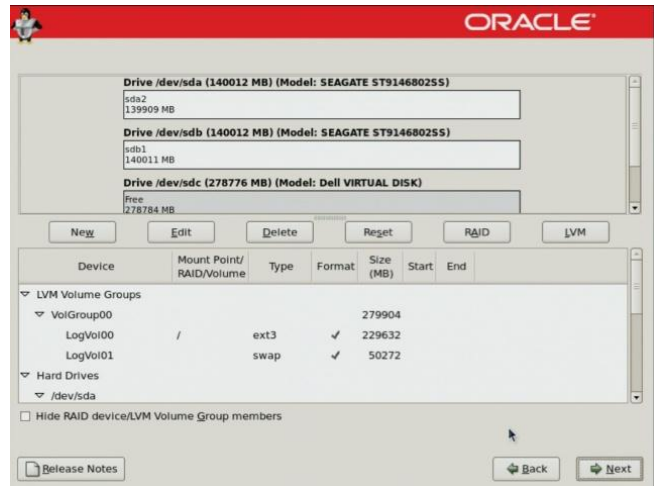 ORACLE
Drive /dev/sda (140012 MB) (Model: SEAGATE ST9146802SS)
sda2
139909 MB
Drive /dev/sdb (140012 MB) (Model: SEAGATE ST9146802SS)
sdb1
140011 MB
Drive /dev/sdc (278776 MB) (Model: Dell VIRTUAL DISK)
Free
278784 MB
New Edit Delete Reset RAID LVM
Device Mount Point/ RAID/Volume Type Format Size (MB) Start End
LVM Volume Groups
VolGroup00 279904
LogVol00 / ext3 ✓ 229632
LogVol01 swap ✓ 50272
Hard Drives
/dev/sda
Hide RAID device/LVM Volume Group members
Release Notes Back Next